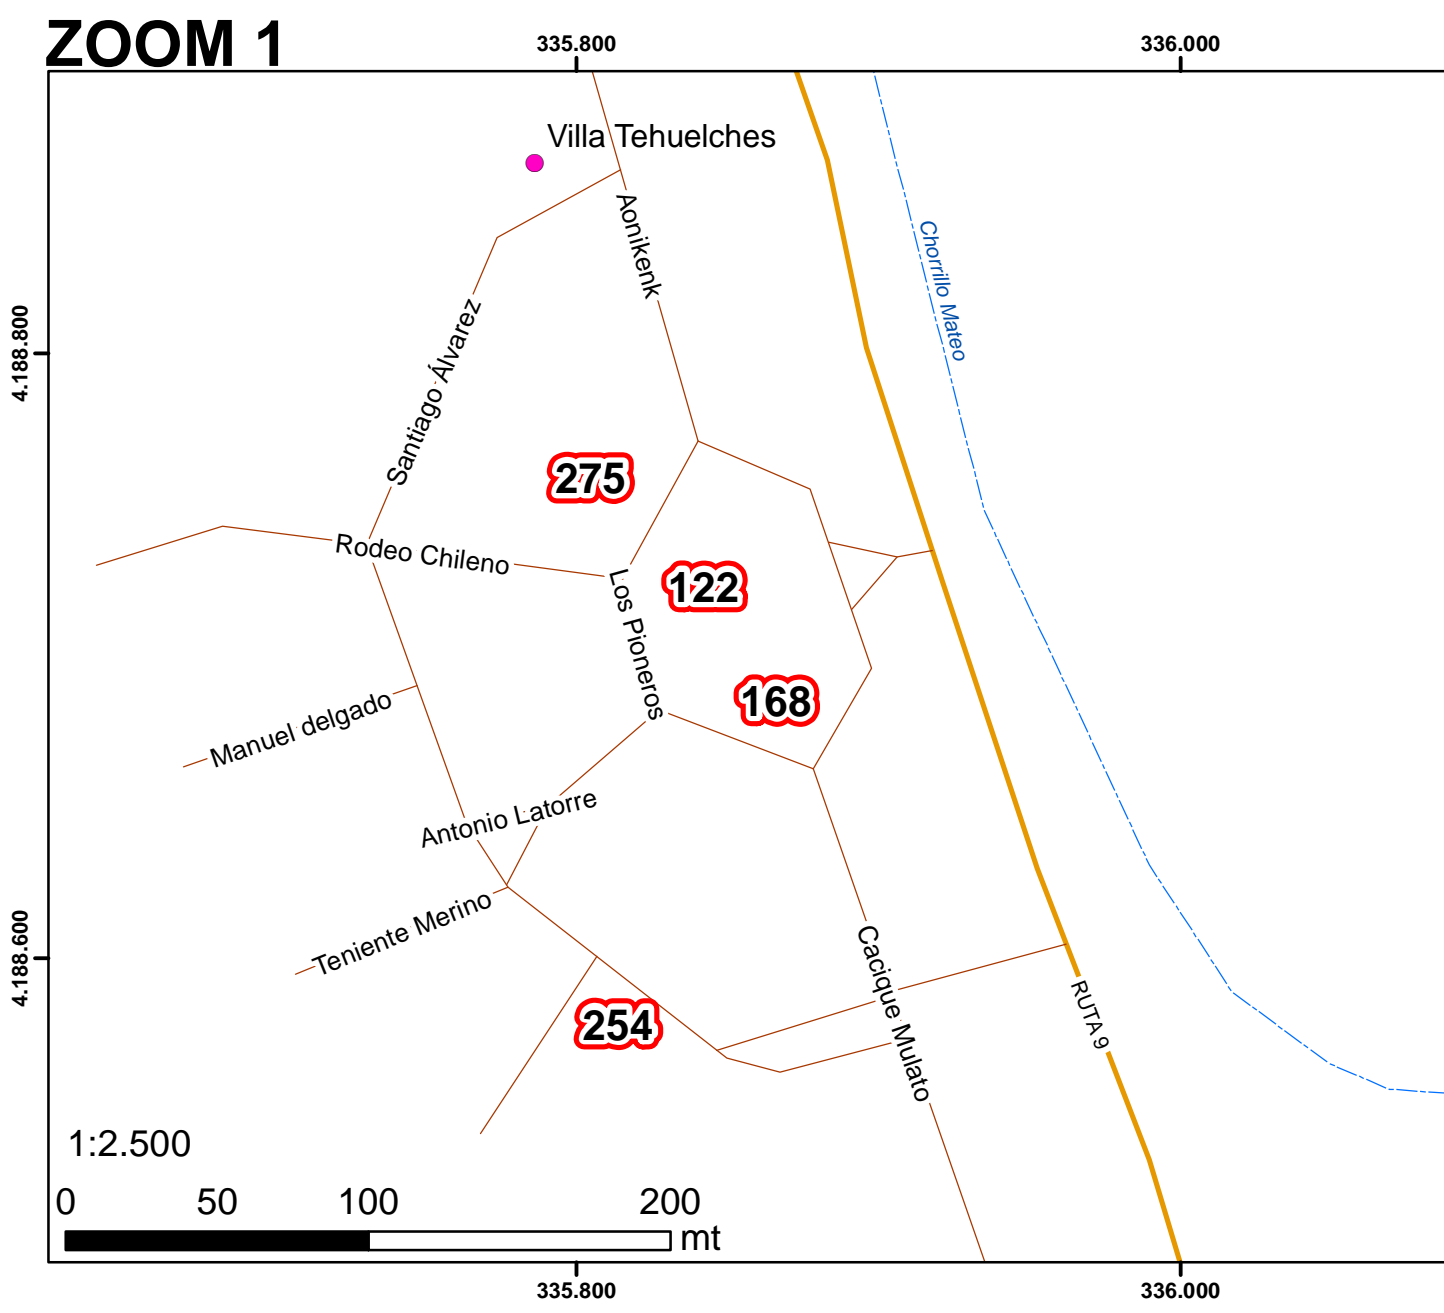 ZOOM 1
335.800
336.000
Villa Tehuelches
Aonikenk
Chorrillo Mateo
4.188.800
Santiago Álvarez
275
Rodeo Chileno
122
Los Pioneros
168
Manuel delgado
Antonio Latorre
Teniente Merino
4.188.600
Cacique Mulato
RUTA 9
254
1:2.500
0 50 100 200
mt
335.800
336.000